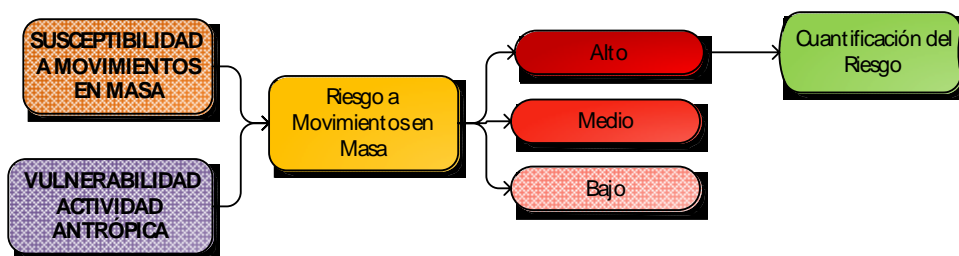 SUSCEPTIBILIDAD
A MOVIMIENTOS
EN MASA
VULNERABILIDAD
ACTIVIDAD
ANTRÓPICA
Riesgo a
Movimientos en
Masa
Alto
Medio
Bajo
Cuantificación del
Riesgo